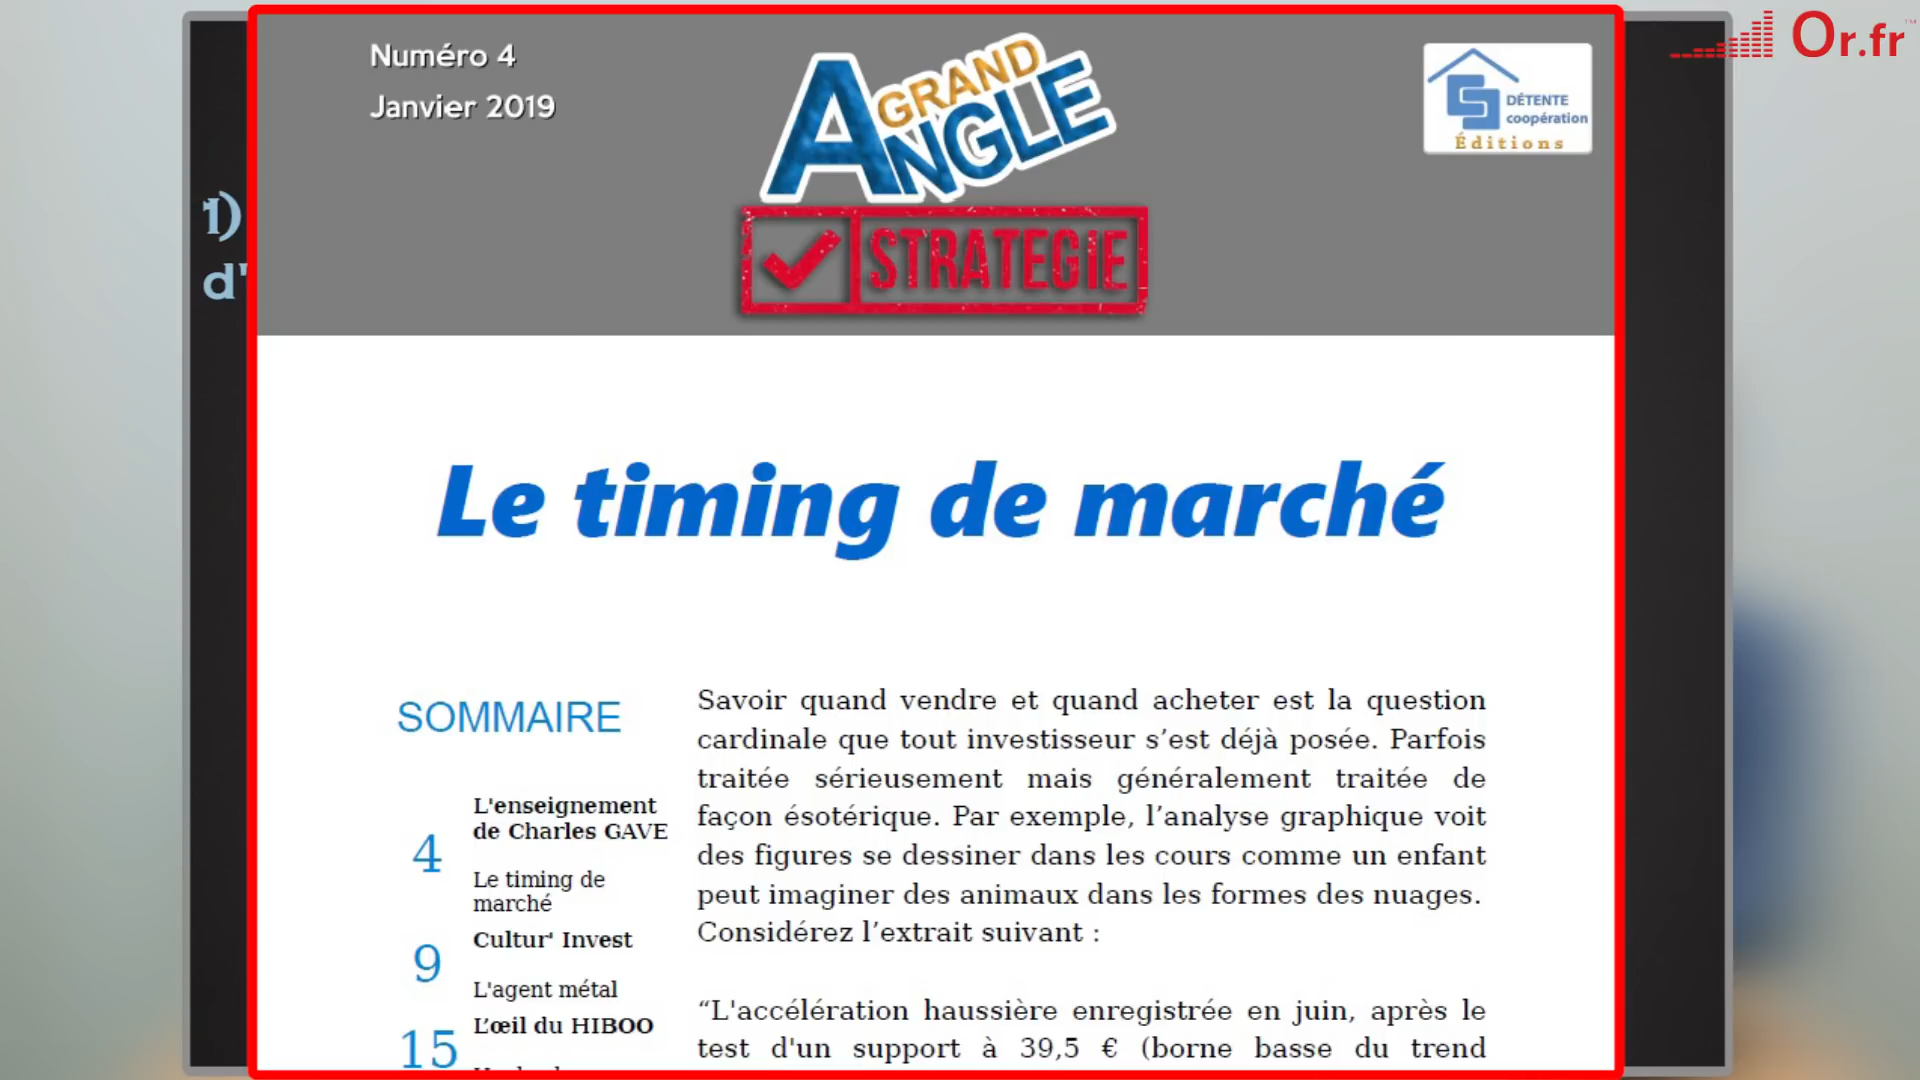 Or.fr
Numéro 4
Janvier 2019
GRAND
ANGLE
STRATEGIE
DÉTENTE
coopération
Éditions
1)
d'
Le timing de marché
SOMMAIRE
4
L'enseignement
de Charles GAVE
Le timing de
marché
9
Cultur' Invest
L'agent métal
15
L’œil du HIBOO
Savoir quand vendre et quand acheter est la question
cardinale que tout investisseur s’est déjà posée. Parfois
traitée sérieusement mais généralement traitée de
façon ésotérique. Par exemple, l’analyse graphique voit
des figures se dessiner dans les cours comme un enfant
peut imaginer des animaux dans les formes des nuages.
Considérez l’extrait suivant :
“L'accélération haussière enregistrée en juin, après le
test d'un support à 39,5 € (borne basse du trend